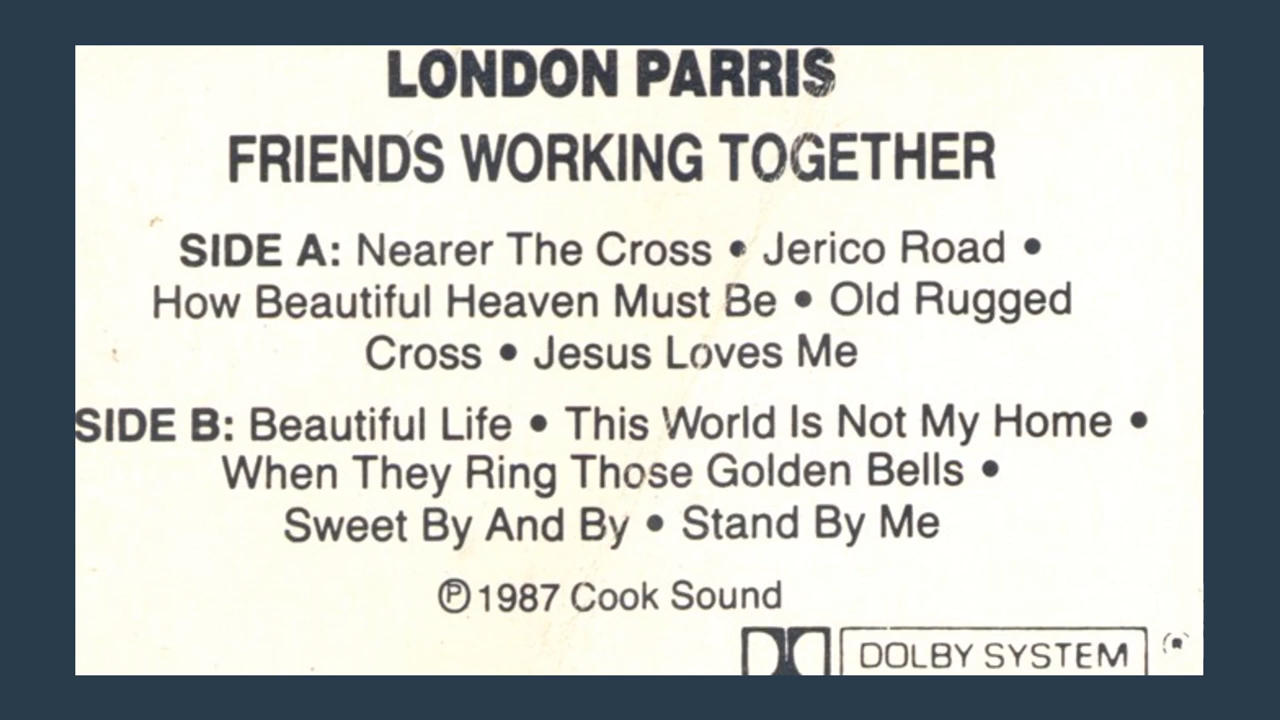 LONDON PARRIS
FRIENDS WORKING TOGETHER
SIDE A: Nearer The Cross • Jerico Road •
How Beautiful Heaven Must Be • Old Rugged
Cross • Jesus Loves Me
SIDE B: Beautiful Life • This World Is Not My Home •
When They Ring Those Golden Bells •
Sweet By And By • Stand By Me
℗ 1987 Cook Sound
DOLBY SYSTEM